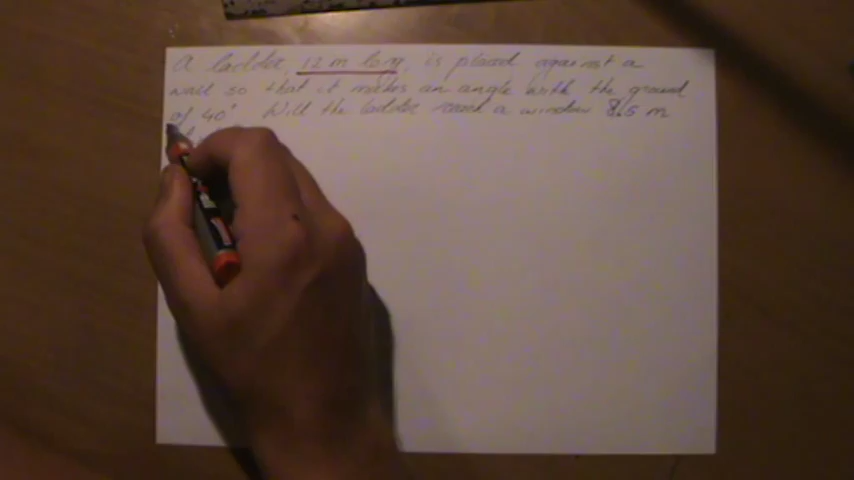 A ladder, 12 m long, is placed against a
wall so that it makes an angle with the ground
of 40° Will the ladder reach a window 8.5 m